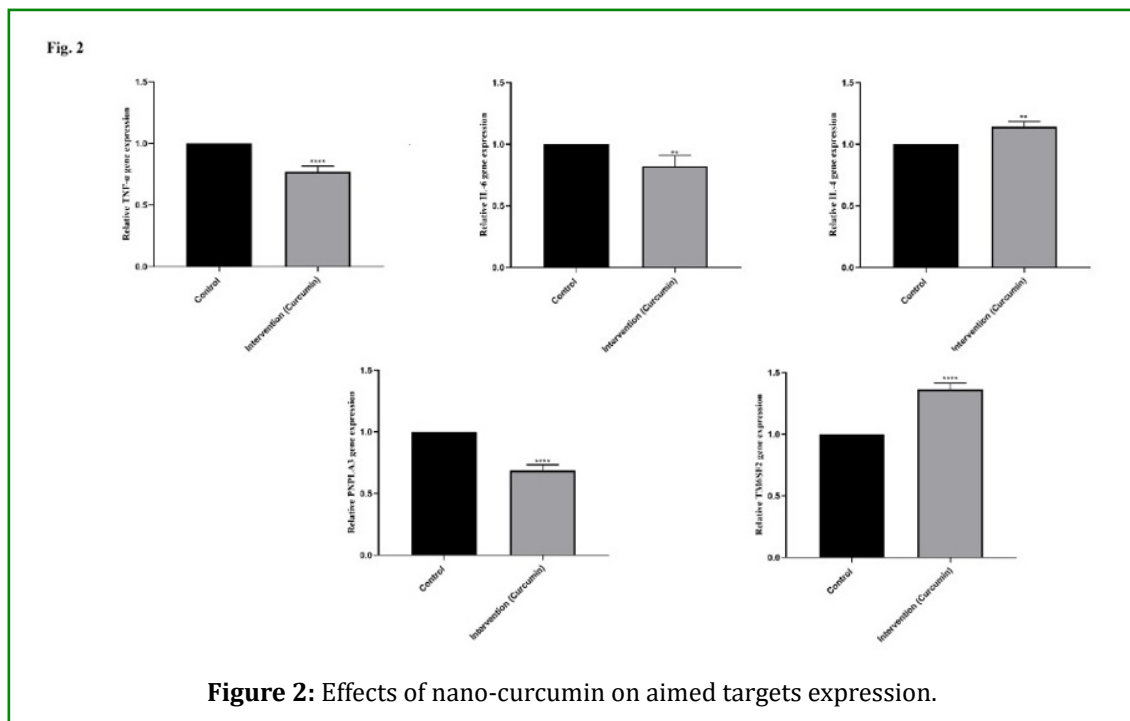 Fig. 2
Relative TNF-α gene expression
1.5
1.0
0.5
0.0
****
Control
Intervention (Curcumin)
Relative IL-6 gene expression
1.5
1.0
0.5
0.0
**
Control
Intervention (Curcumin)
Relative IL-4 gene expression
1.5
1.0
0.5
0.0
**
Control
Intervention (Curcumin)
Relative PNPLA3 gene expression
1.5
1.0
0.5
0.0
****
Control
Intervention (Curcumin)
Relative TM6SF2 gene expression
1.5
1.0
0.5
0.0
****
Control
Intervention (Curcumin)
Figure 2: Effects of nano-curcumin on aimed targets expression.